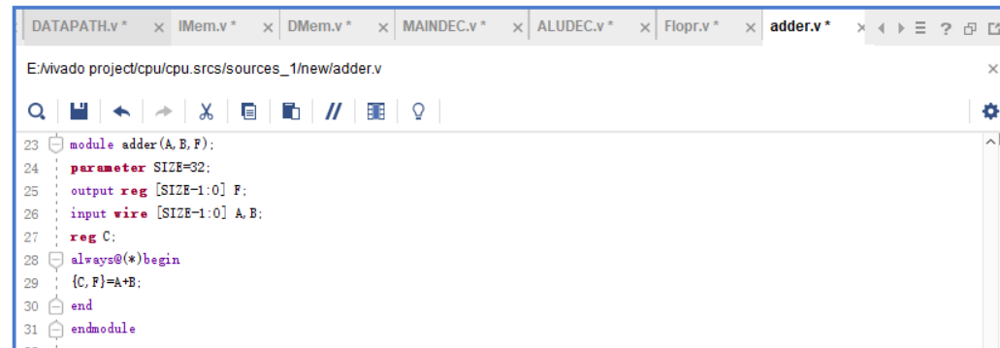 DATAPATH.v * × IMem.v * × DMem.v * × MAINDEC.v * × ALUDEC.v * × Flopr.v * × adder.v * ×
E:/vivado project/cpu/cpu.srcs/sources_1/new/adder.v
23 module adder(A,B,F);
24 parameter SIZE=32;
25 output reg [SIZE-1:0] F;
26 input wire [SIZE-1:0] A,B;
27 reg C;
28 always@(*)begin
29 {C,F}=A+B;
30 end
31 endmodule